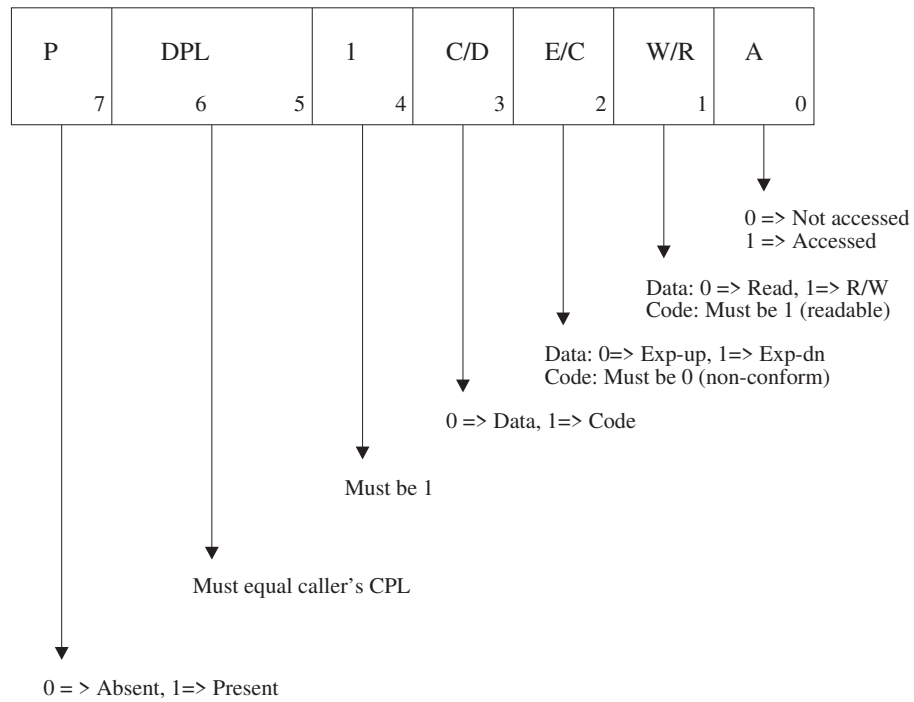 P DPL 1 C/D E/C W/R A
7 6 5 4 3 2 1 0
0 => Not accessed
1 => Accessed
Data: 0 => Read, 1=> R/W
Code: Must be 1 (readable)
Data: 0=> Exp-up, 1=> Exp-dn
Code: Must be 0 (non-conform)
0 => Data, 1=> Code
Must be 1
Must equal caller's CPL
0 = > Absent, 1=> Present